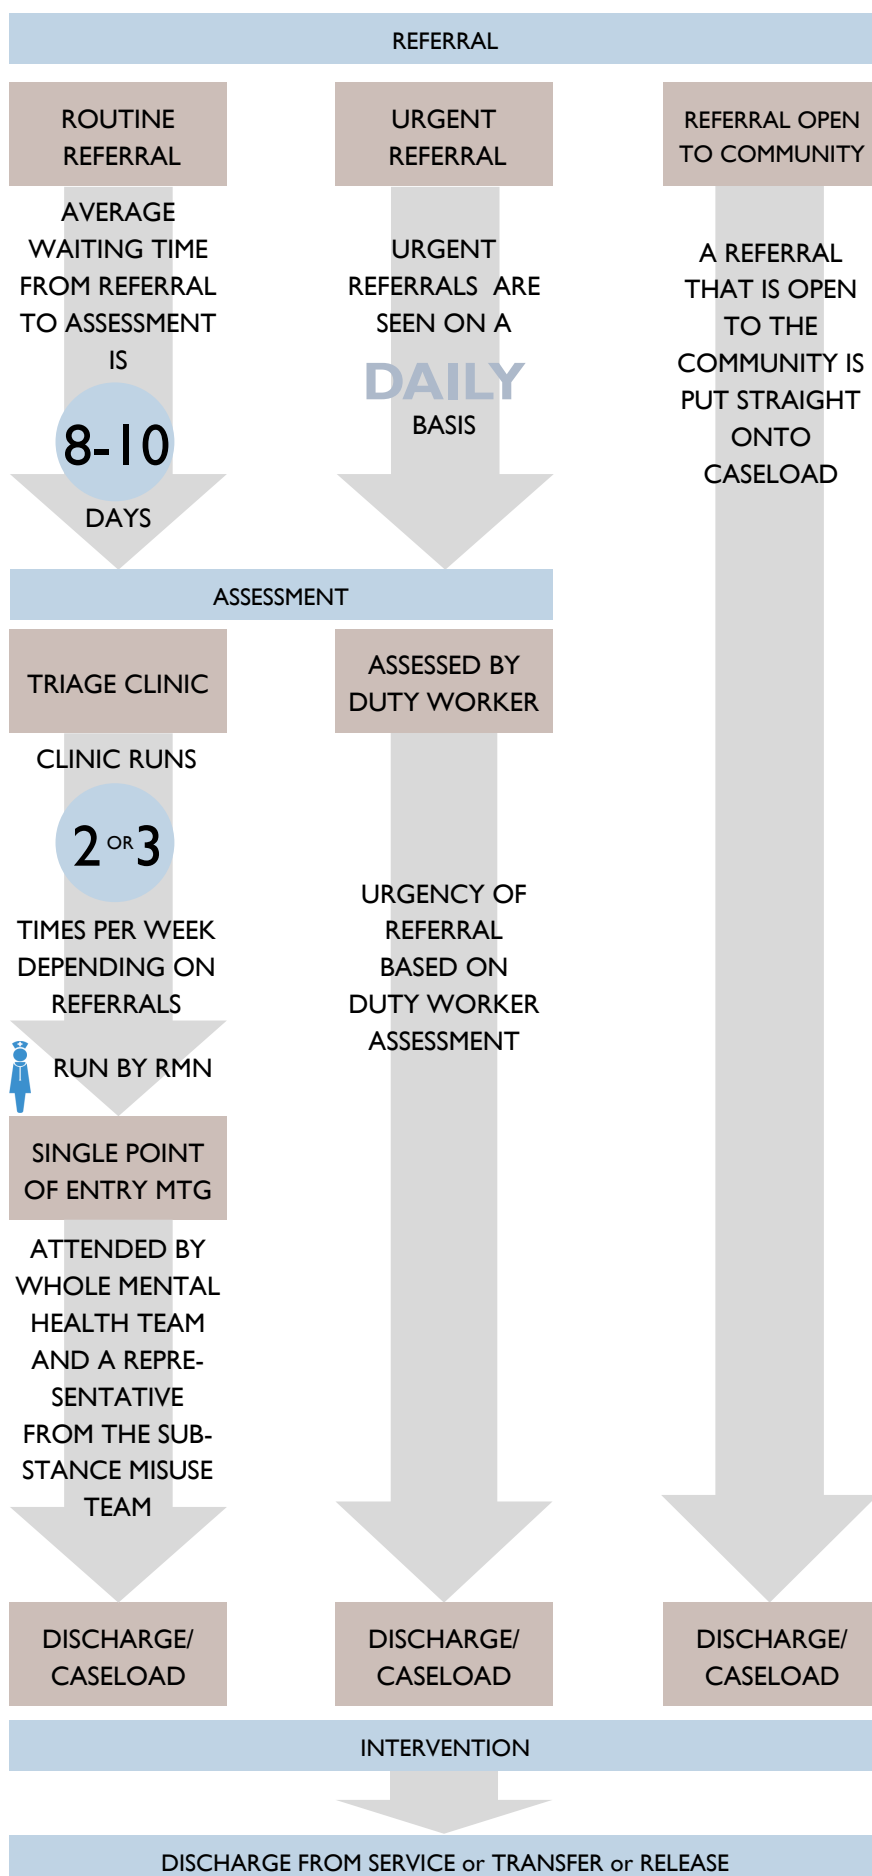 REFERRAL
ROUTINE
REFERRAL
URGENT
REFERRAL
REFERRAL OPEN
TO COMMUNITY
AVERAGE
WAITING TIME
FROM REFERRAL
TO ASSESSMENT
IS
8-10
DAYS
URGENT
REFERRALS ARE
SEEN ON A
DAILY
BASIS
A REFERRAL
THAT IS OPEN
TO THE
COMMUNITY IS
PUT STRAIGHT
ONTO
CASELOAD
ASSESSMENT
TRIAGE CLINIC
CLINIC RUNS
2 OR 3
TIMES PER WEEK
DEPENDING ON
REFERRALS
RUN BY RMN
ASSESSED BY
DUTY WORKER
URGENCY OF
REFERRAL
BASED ON
DUTY WORKER
ASSESSMENT
SINGLE POINT
OF ENTRY MTG
ATTENDED BY
WHOLE MENTAL
HEALTH TEAM
AND A REPRE-
SENTATIVE
FROM THE SUB-
STANCE MISUSE
TEAM
DISCHARGE/
CASELOAD
DISCHARGE/
CASELOAD
DISCHARGE/
CASELOAD
INTERVENTION
DISCHARGE FROM SERVICE or TRANSFER or RELEASE